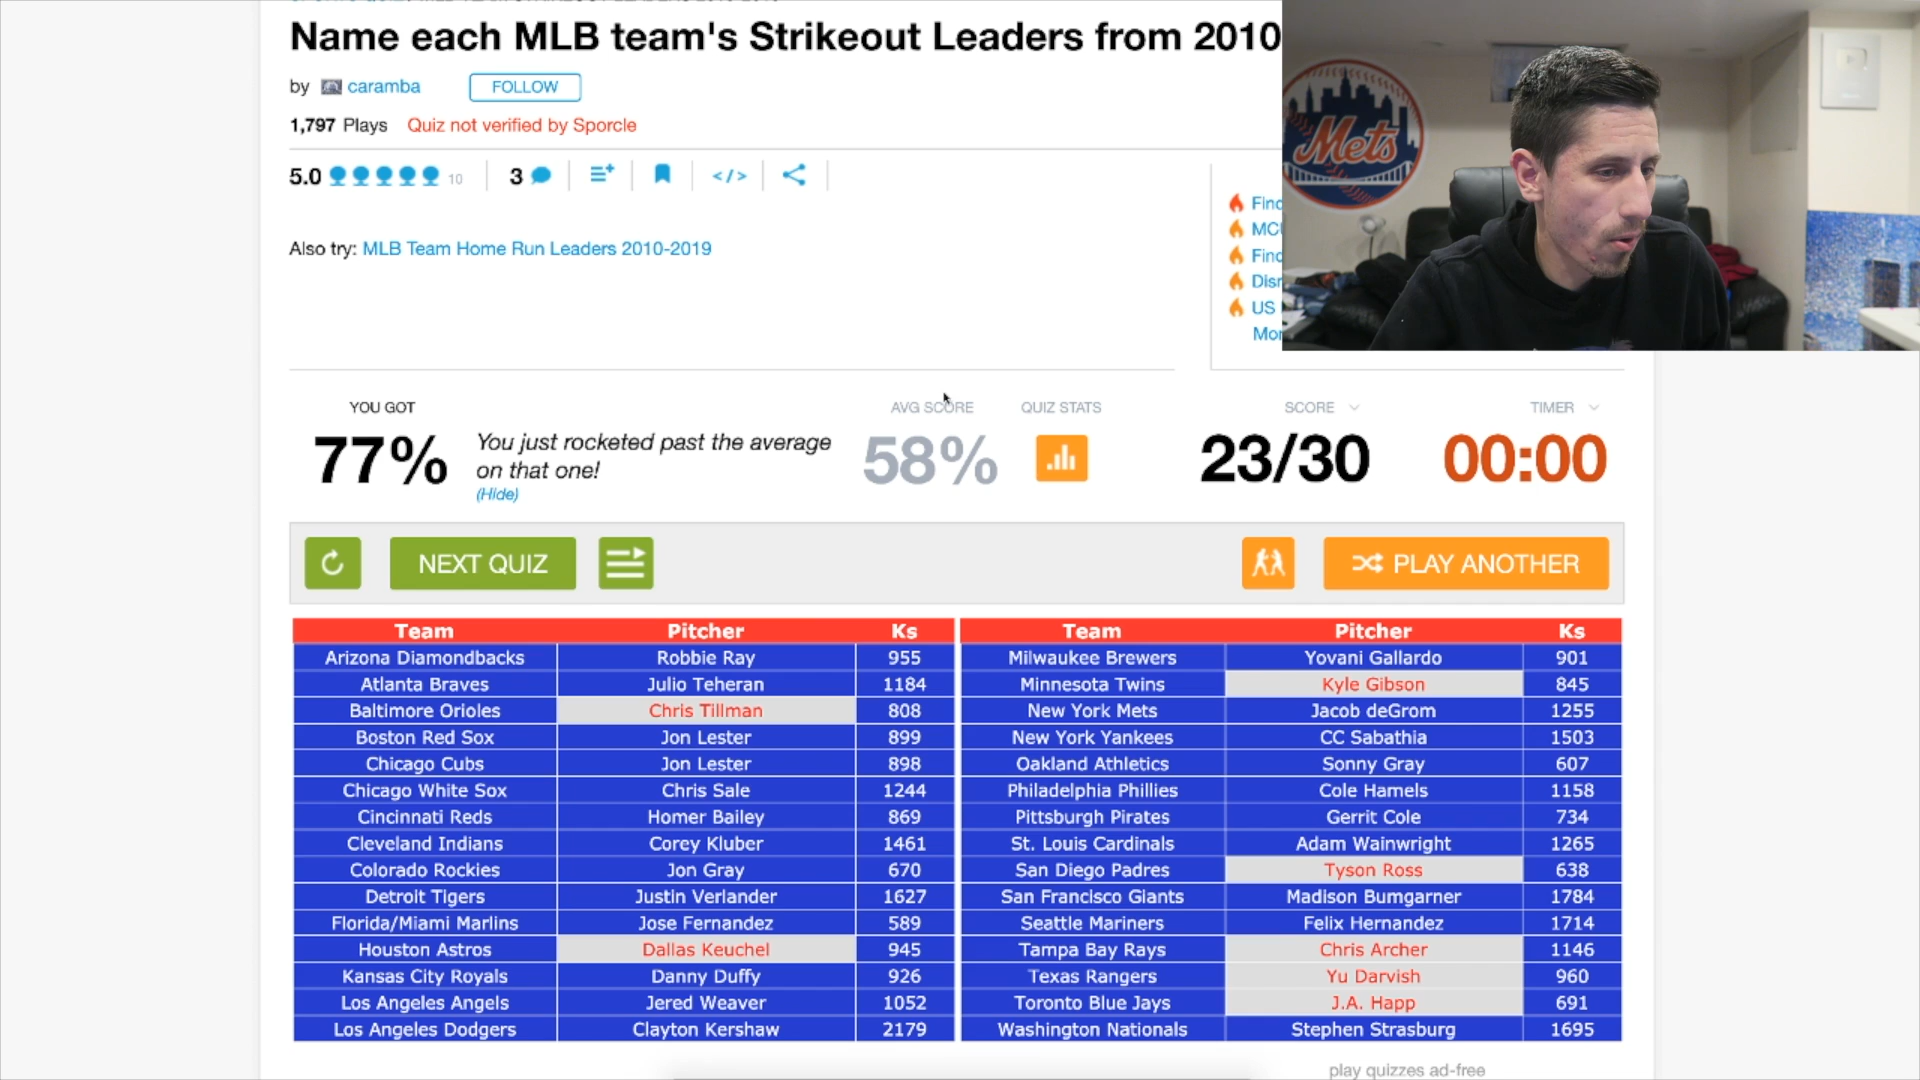 Name each MLB team's Strikeout Leaders from 2010
by caramba FOLLOW
1,797 Plays Quiz not verified by Sporcle
5.0 10 3 </>
Also try: MLB Team Home Run Leaders 2010-2019
Find
MCU
Find
Disn
US
Mor
Mets
YOU GOT
77%
You just rocketed past the average
on that one!
(Hide)
AVG SCORE
58%
QUIZ STATS
SCORE
23/30
TIMER
00:00
NEXT QUIZ
PLAY ANOTHER
Team Pitcher Ks
Arizona Diamondbacks Robbie Ray 955
Atlanta Braves Julio Teheran 1184
Baltimore Orioles Chris Tillman 808
Boston Red Sox Jon Lester 899
Chicago Cubs Jon Lester 898
Chicago White Sox Chris Sale 1244
Cincinnati Reds Homer Bailey 869
Cleveland Indians Corey Kluber 1461
Colorado Rockies Jon Gray 670
Detroit Tigers Justin Verlander 1627
Florida/Miami Marlins Jose Fernandez 589
Houston Astros Dallas Keuchel 945
Kansas City Royals Danny Duffy 926
Los Angeles Angels Jered Weaver 1052
Los Angeles Dodgers Clayton Kershaw 2179
Team Pitcher Ks
Milwaukee Brewers Yovani Gallardo 901
Minnesota Twins Kyle Gibson 845
New York Mets Jacob deGrom 1255
New York Yankees CC Sabathia 1503
Oakland Athletics Sonny Gray 607
Philadelphia Phillies Cole Hamels 1158
Pittsburgh Pirates Gerrit Cole 734
St. Louis Cardinals Adam Wainwright 1265
San Diego Padres Tyson Ross 638
San Francisco Giants Madison Bumgarner 1784
Seattle Mariners Felix Hernandez 1714
Tampa Bay Rays Chris Archer 1146
Texas Rangers Yu Darvish 960
Toronto Blue Jays J.A. Happ 691
Washington Nationals Stephen Strasburg 1695
play quizzes ad-free